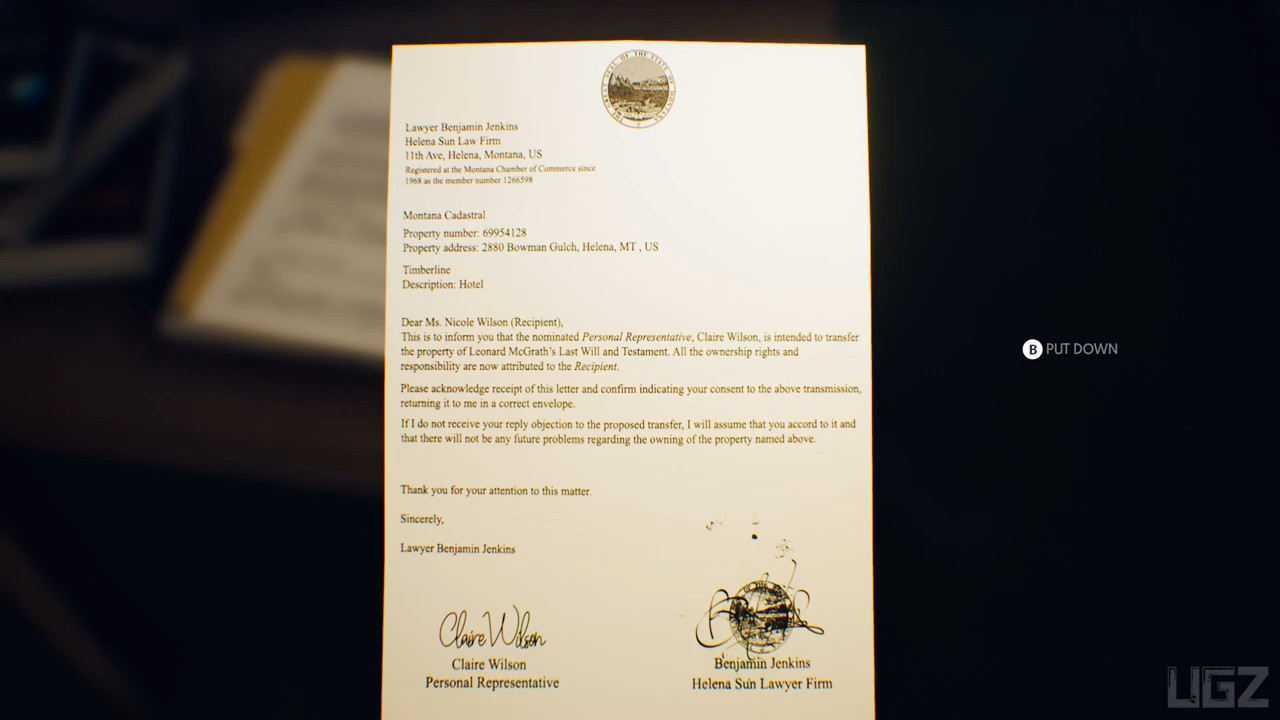 THE GREAT SEAL OF THE STATE OF MONTANA
Lawyer Benjamin Jenkins
Helena Sun Law Firm
11th Ave, Helena, Montana, US
Registered at the Montana Chamber of Commerce since
1968 as the member number 1266598
Montana Cadastral
Property number: 69954128
Property address: 2880 Bowman Gulch, Helena, MT , US
Timberline
Description: Hotel
Dear Ms. Nicole Wilson (Recipient),
This is to inform you that the nominated Personal Representative, Claire Wilson, is intended to transfer
the property of Leonard McGrath's Last Will and Testament. All the ownership rights and
responsibility are now attributed to the Recipient.
Please acknowledge receipt of this letter and confirm indicating your consent to the above transmission,
returning it to me in a correct envelope.
If I do not receive your reply objection to the proposed transfer, I will assume that you accord to it and
that there will not be any future problems regarding the owning of the property named above.
Thank you for your attention to this matter.
Sincerely,
Lawyer Benjamin Jenkins
Claire Wilson
Claire Wilson
Personal Representative
Benjamin Jenkins
Helena Sun Lawyer Firm
B PUT DOWN
UGZ